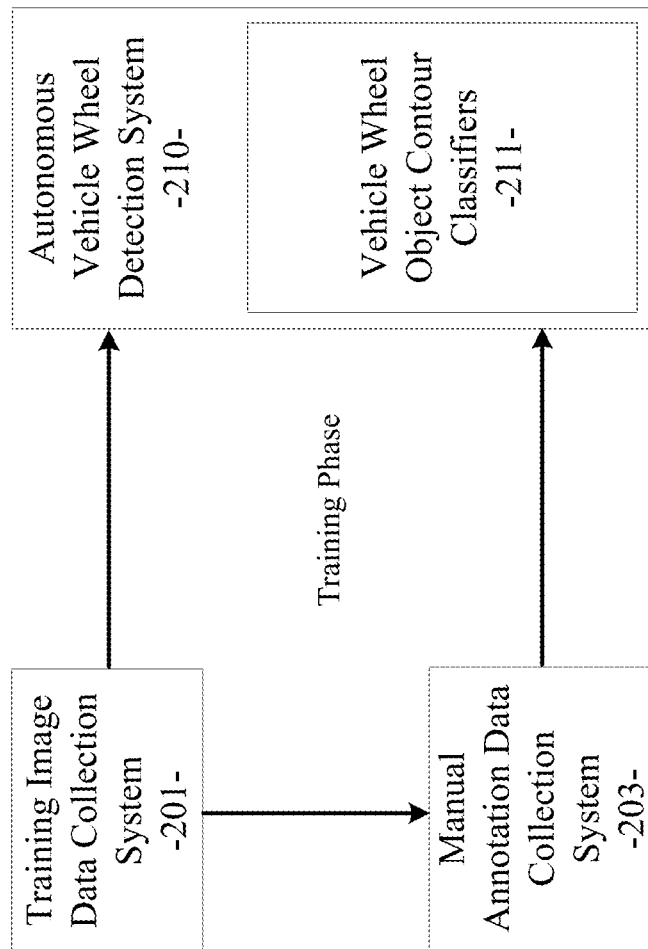 Training Image
Data Collection
System
-201-
Autonomous
Vehicle Wheel
Detection System
-210-
Training Phase
Manual
Annotation Data
Collection
System
-203-
Vehicle Wheel
Object Contour
Classifiers
-211-